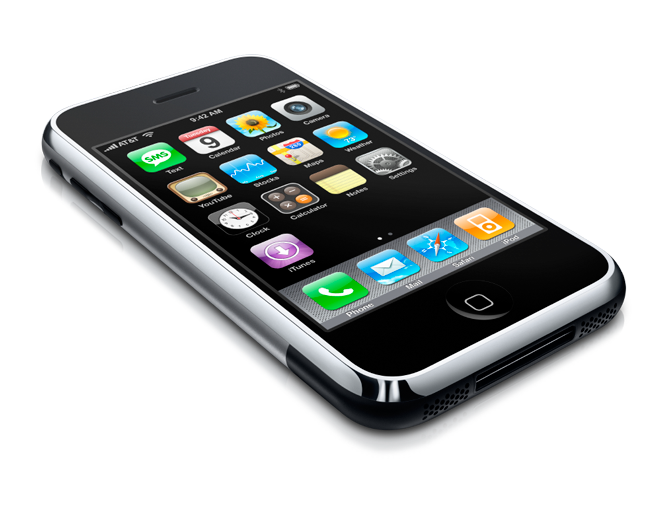 AT&T 9:42 AM
SMS
Text
Tuesday
9
Calendar
Photos
Camera
YouTube
Stocks
280
Maps
73°
Weather
Clock
Calculator
Notes
Settings
iTunes
Phone
Mail
Safari
iPod